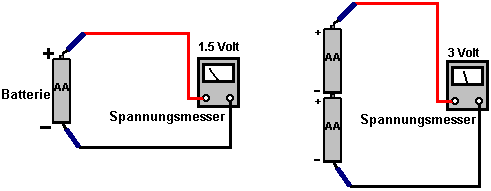 +
1.5 Volt
AA
Batterie
Spannungsmesser
−
+
3 Volt
AA
−
+
Spannungsmesser
AA
−